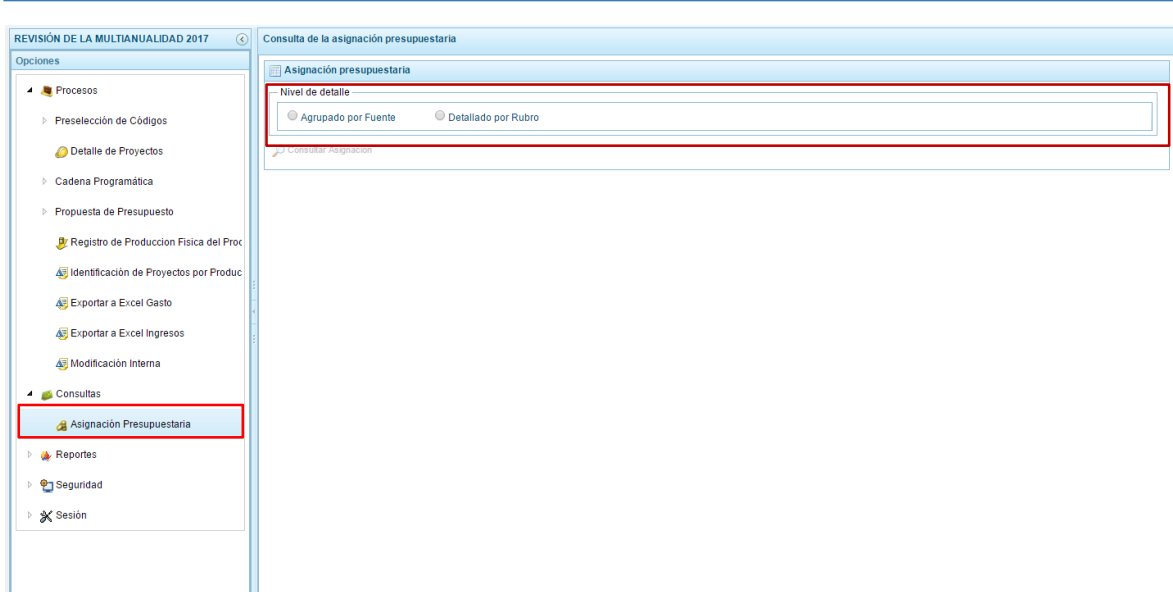 REVISIÓN DE LA MULTIANUALIDAD 2017
Opciones
Procesos
Preselección de Códigos
Detalle de Proyectos
Cadena Programática
Propuesta de Presupuesto
Registro de Produccion Fisica del Proc
Identificación de Proyectos por Produc
Exportar a Excel Gasto
Exportar a Excel Ingresos
Modificación Interna
Consultas
Asignación Presupuestaria
Reportes
Seguridad
Sesión
Consulta de la asignación presupuestaria
Asignación presupuestaria
Nivel de detalle
Agrupado por Fuente Detallado por Rubro
Consultar Asignación